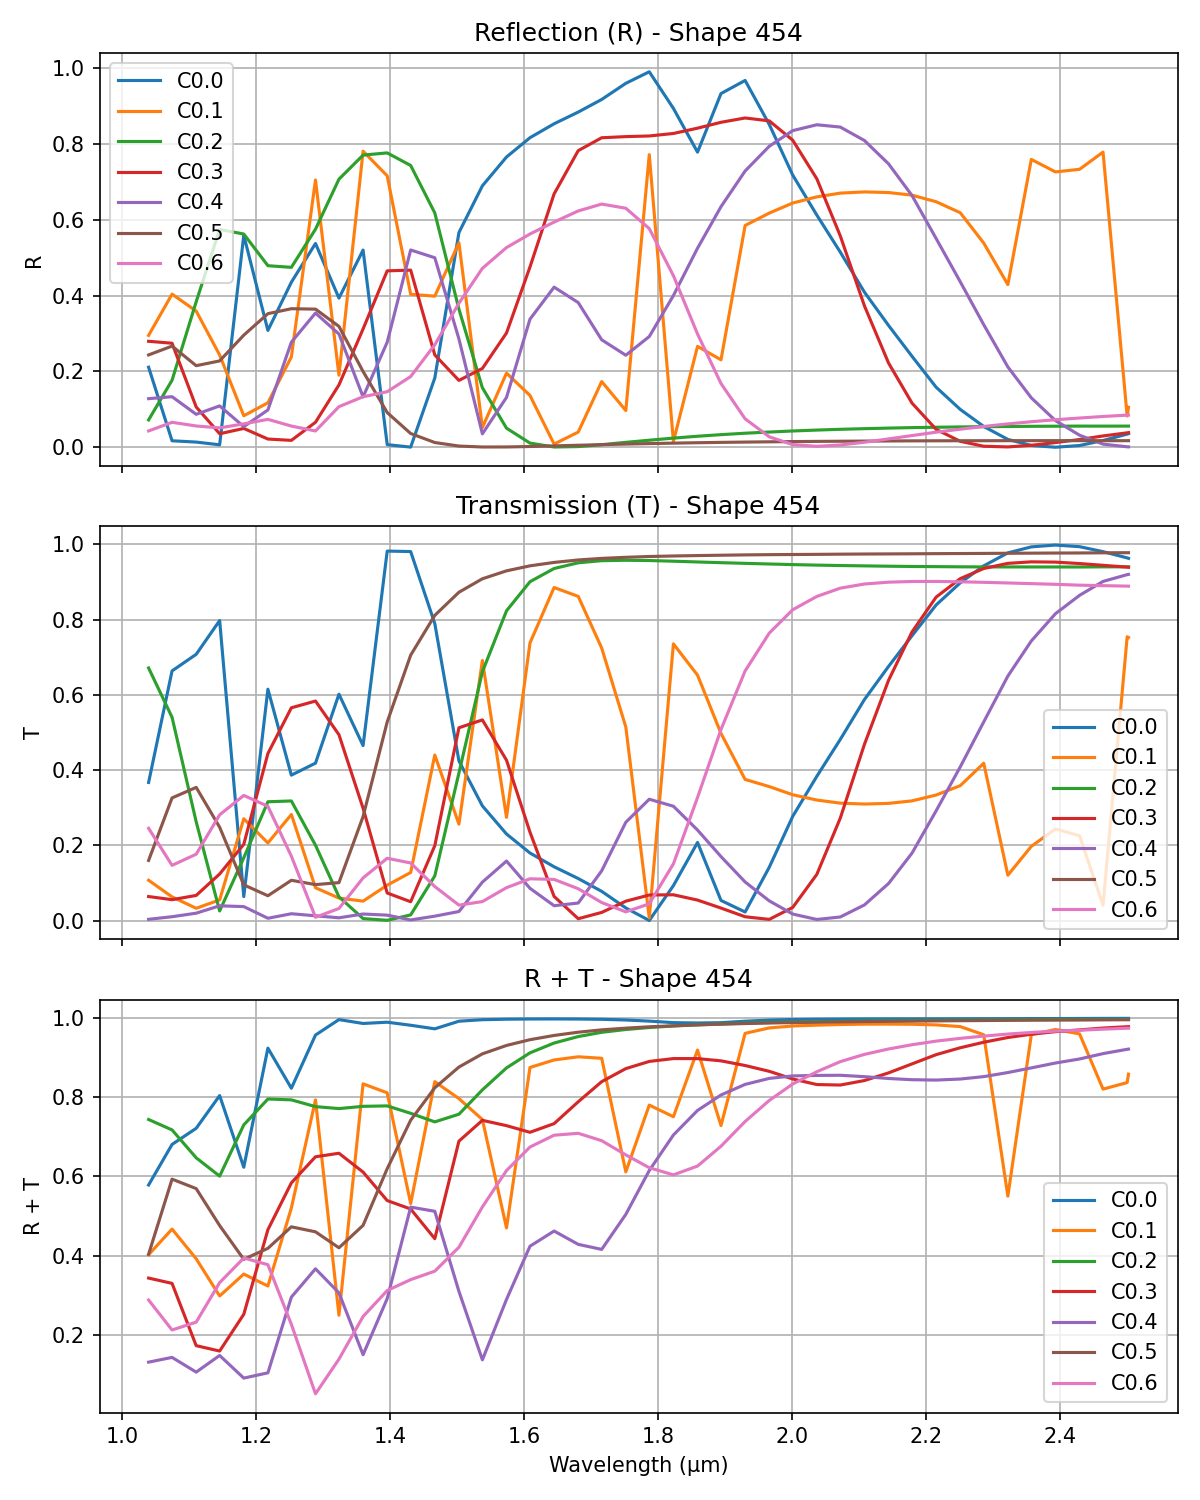 Reflection (R) - Shape 454
1.0
0.8
0.6
0.4
0.2
0.0
R
C0.0
C0.1
C0.2
C0.3
C0.4
C0.5
C0.6
Transmission (T) - Shape 454
1.0
0.8
0.6
0.4
0.2
0.0
T
C0.0
C0.1
C0.2
C0.3
C0.4
C0.5
C0.6
R + T - Shape 454
1.0
0.8
0.6
0.4
0.2
R + T
C0.0
C0.1
C0.2
C0.3
C0.4
C0.5
C0.6
1.0 1.2 1.4 1.6 1.8 2.0 2.2 2.4
Wavelength (μm)